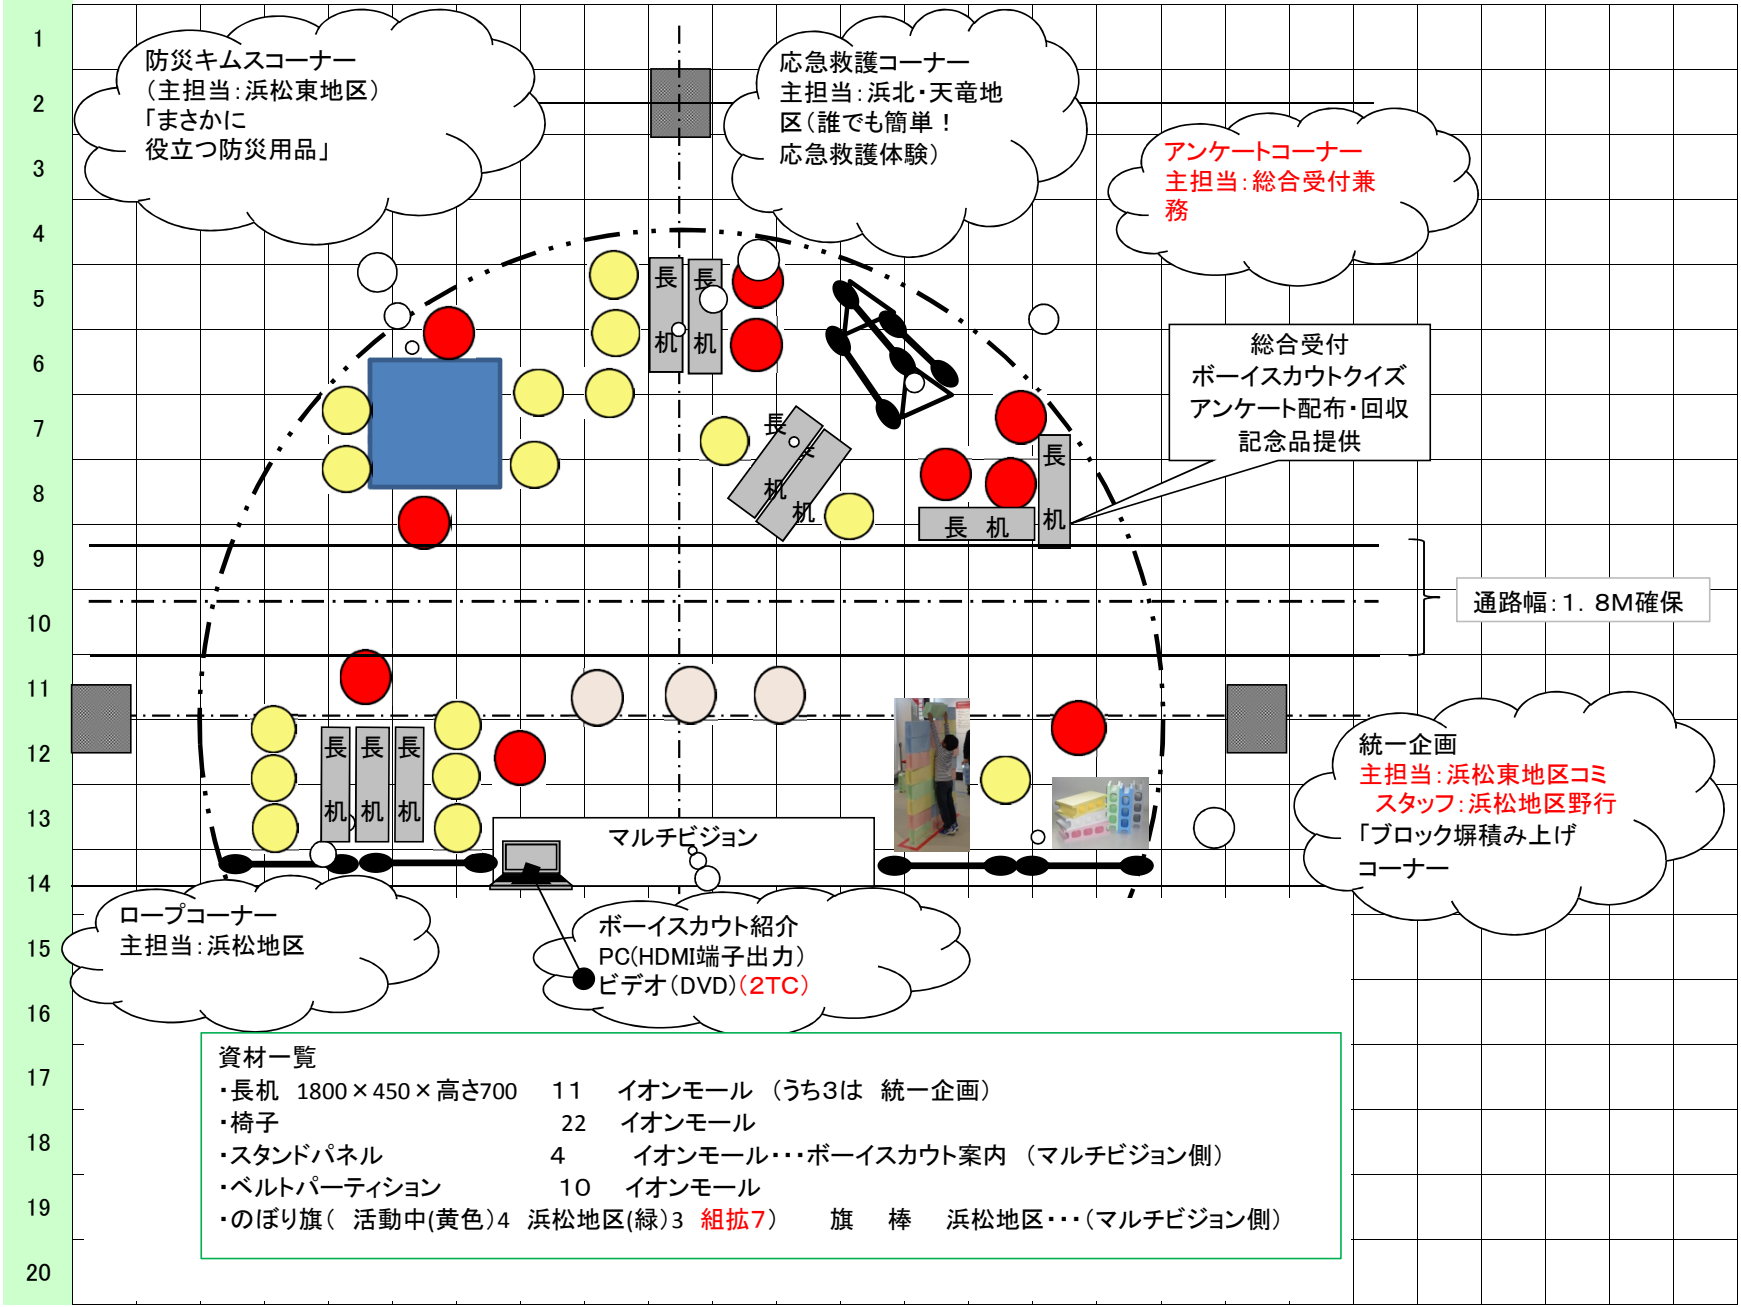 1
2
3
4
5
6
7
8
9
10
11
12
13
14
15
16
17
18
19
20
防災キムスコーナー
（主担当：浜松東地区）
「まさかに
役立つ防災用品」
応急救護コーナー
主担当：浜北・天竜地
区（誰でも簡単！
応急救護体験）
アンケートコーナー
主担当：総合受付兼
務
長 机
長 机
総合受付
ボーイスカウトクイズ
アンケート配布・回収
記念品提供
長 机
長 机
長 机
長 机
通路幅：１．８Ｍ確保
長 机
長 机
長 机
マルチビジョン
統一企画
主担当：浜松東地区コミ
スタッフ：浜松地区野行
「ブロック塀積み上げ
コーナー
ロープコーナー
主担当：浜松地区
ボーイスカウト紹介
PC（HDMI端子出力）
ビデオ（DVD）（２ＴＣ）
資材一覧
・長机　1800×450×高さ700　１１　イオンモール　（うち３は　統一企画）
・椅子　22　イオンモール
・スタンドパネル　４　イオンモール・・・ボーイスカウト案内　（マルチビジョン側）
・ベルトパーティション　１０　イオンモール
・のぼり旗（　活動中(黄色)４　浜松地区(緑)3　組拡７）　旗　棒　浜松地区・・・（マルチビジョン側）